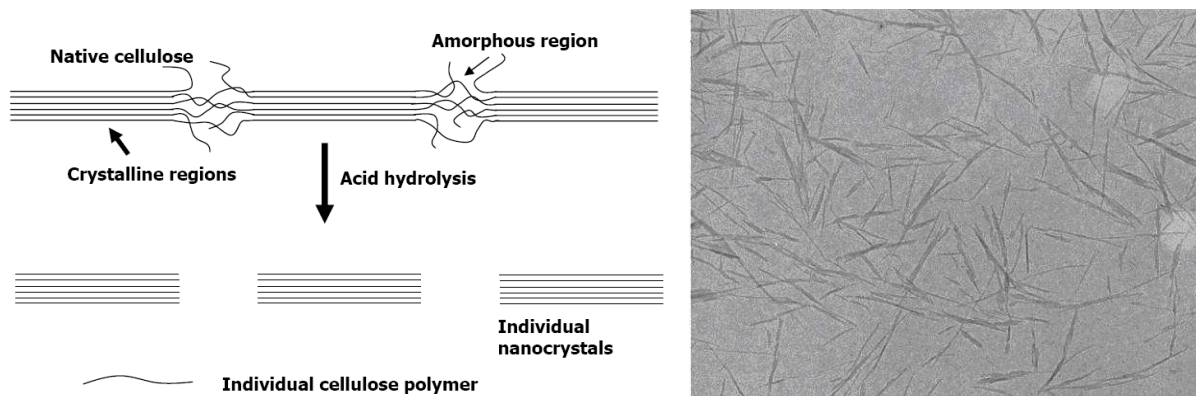 Native cellulose
Amorphous region
Crystalline regions
Acid hydrolysis
Individual
nanocrystals
Individual cellulose polymer